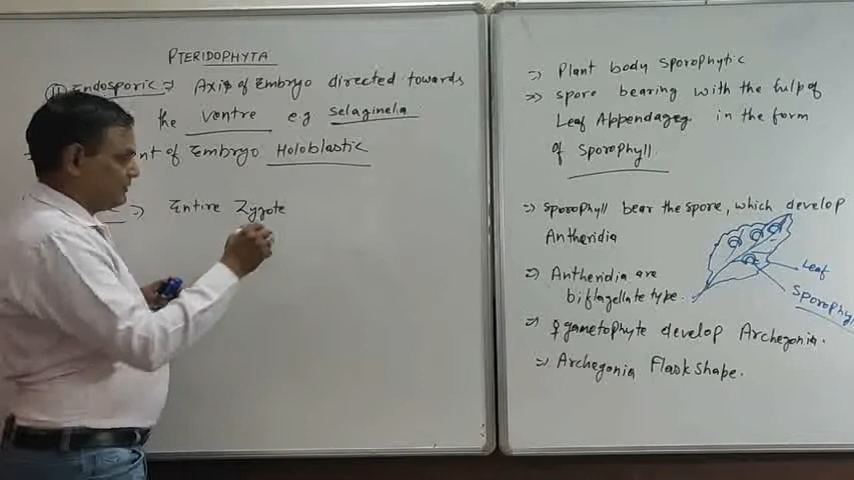 PTERIDOPHYTA
(ii) Endosporic ⇒ Axis of Embryo directed towards
the ventre eg selaginela
nt of Embryo Holoblastic
⇒ Entire Zygote
⇒ Plant body sporophytic
⇒ spore bearing with the fulp of
Leaf Appendages in the form
of Sporophyll.
⇒ sporophyll bear the spore, which develop
Antheridia
⇒ Antheridia are
biflagellate type.
Leaf
Sporophyll
⇒ ♀ gametophyte develop Archegonia.
⇒ Archegonia Flask shape.